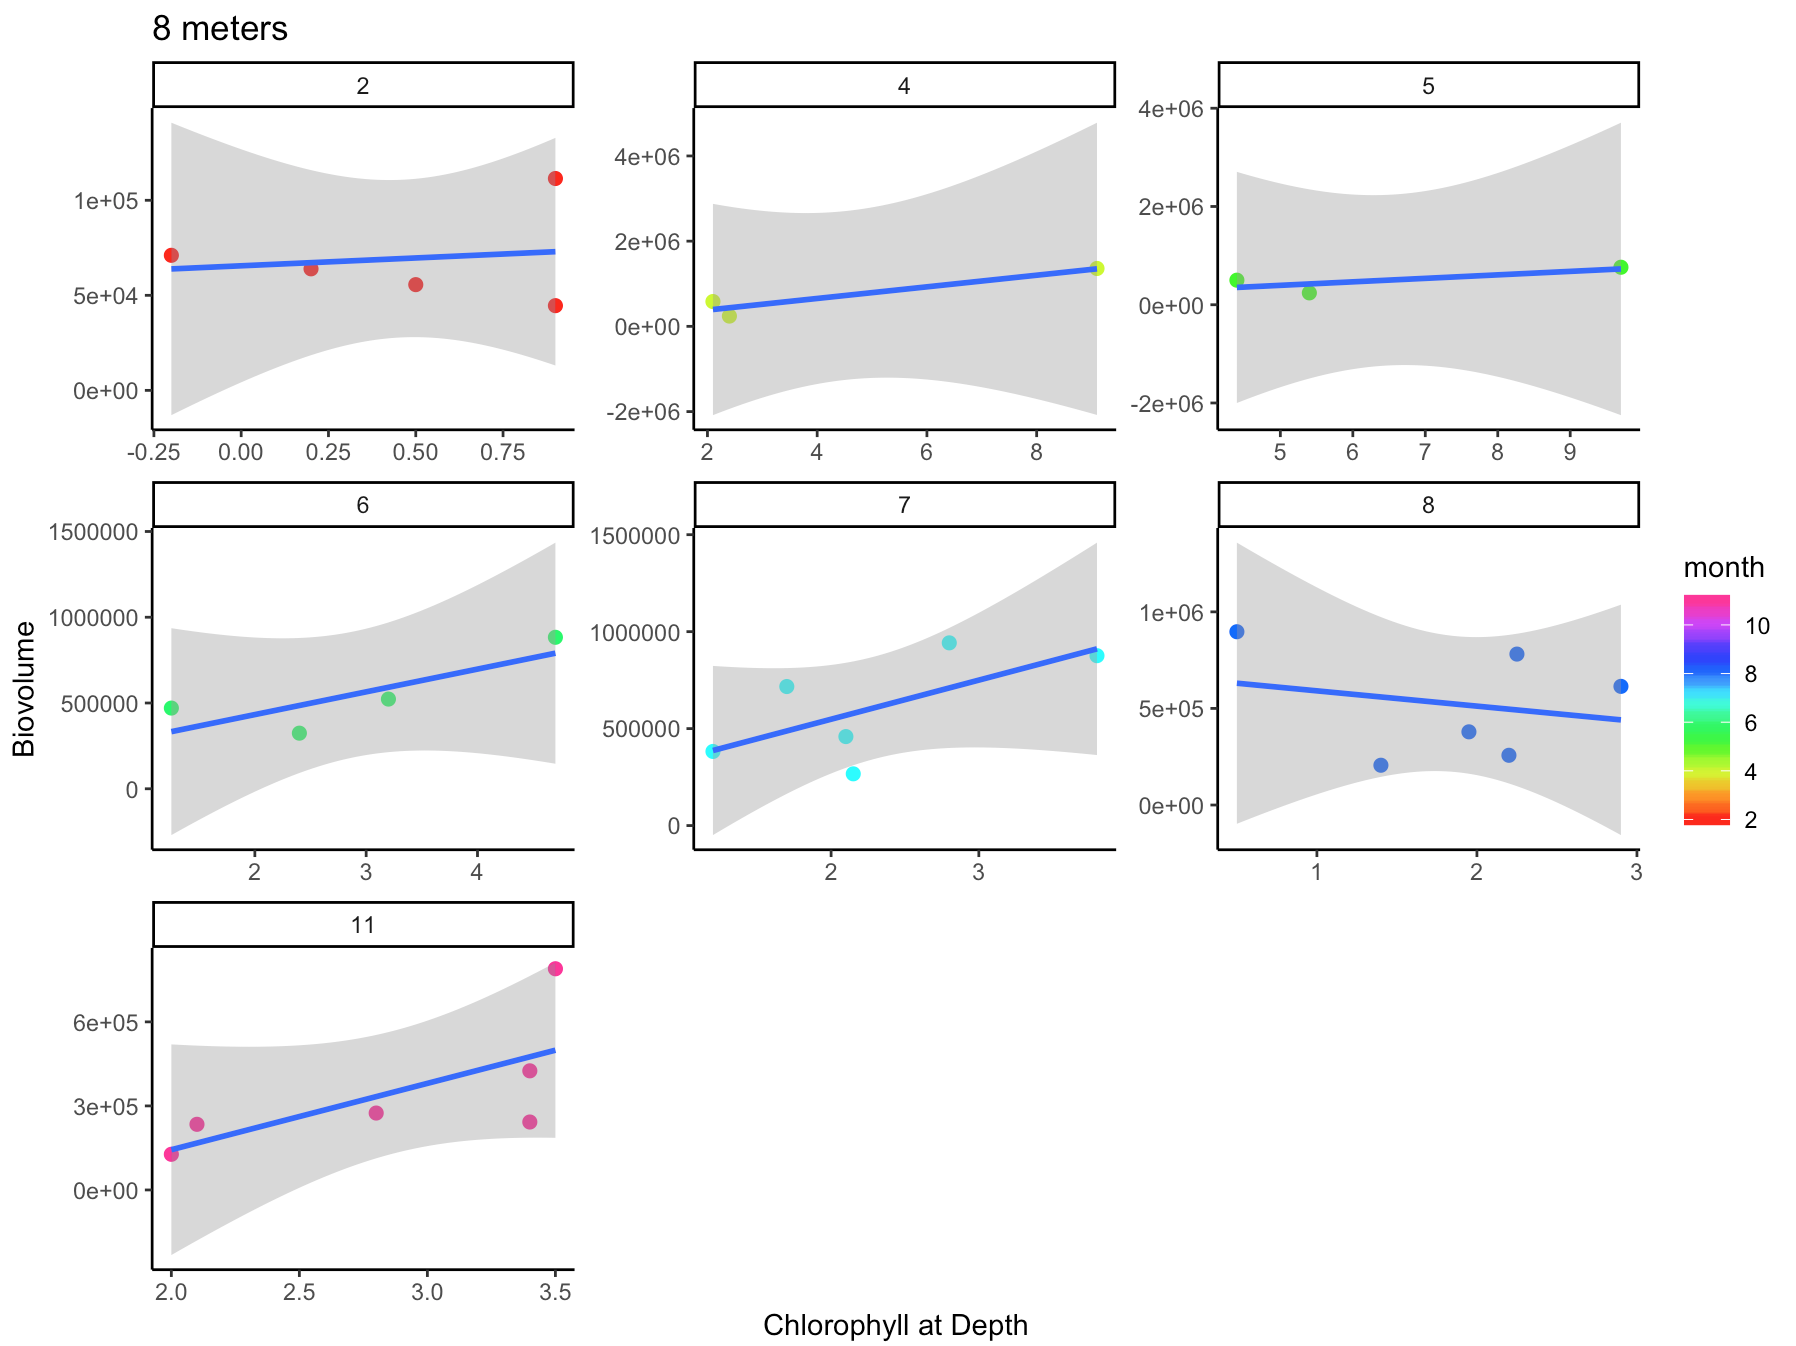 8 meters
2
4
5
1e+05
5e+04
0e+00
-0.25 0.00 0.25 0.50 0.75
4e+06
2e+06
0e+00
-2e+06
2 4 6 8
4e+06
2e+06
0e+00
-2e+06
5 6 7 8 9
6
7
8
1500000
1000000
500000
0
2 3 4
1500000
1000000
500000
0
2 3
1e+06
5e+05
0e+00
1 2 3
11
6e+05
3e+05
0e+00
2.0 2.5 3.0 3.5
Biovolume
Chlorophyll at Depth
month
10
8
6
4
2